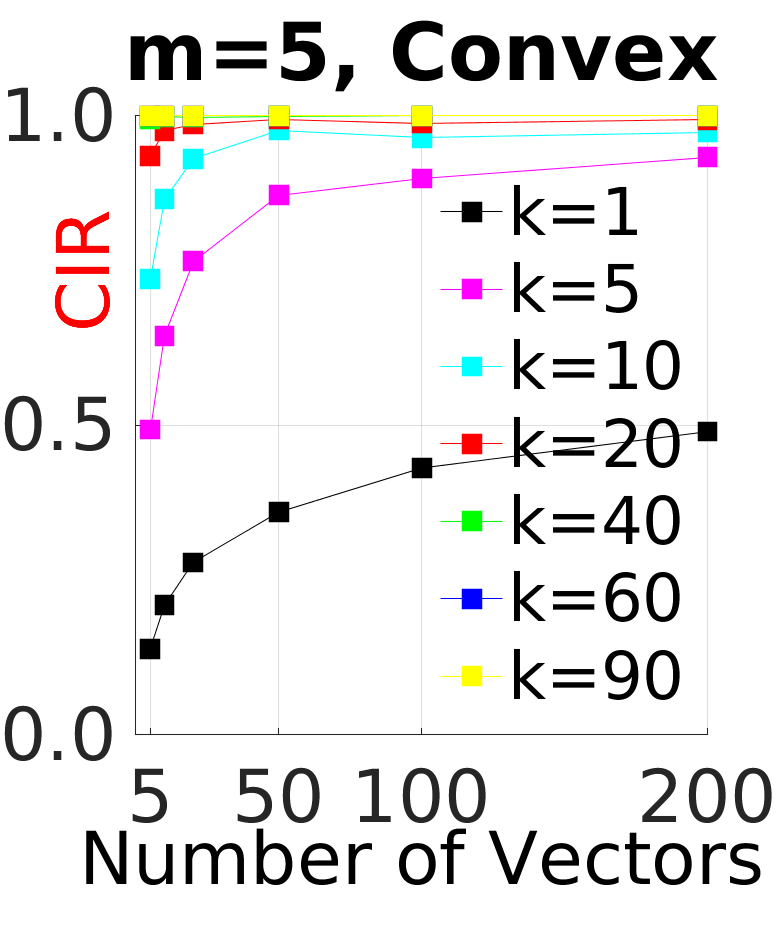 m=5, Convex
1.0
CIR
0.5
0.0
k=1
k=5
k=10
k=20
k=40
k=60
k=90
5 50 100 200
Number of Vectors